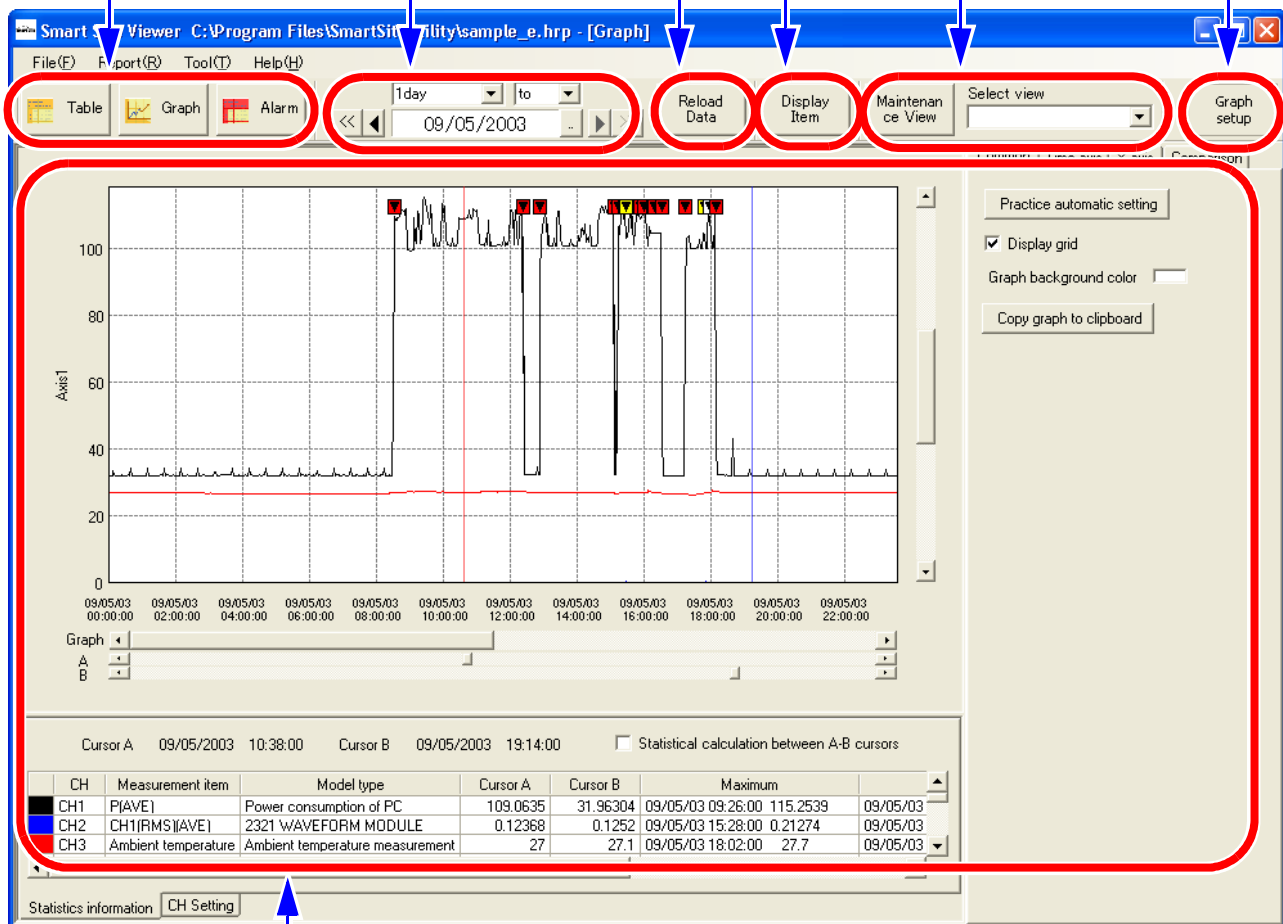 Smart S Viewer C:\Program Files\SmartSit ility\sample_e.hrp - [Graph]
File(F) Report(R) Tool(T) Help(H)
Table Graph Alarm
1day to
<< 09/05/2003 .. >
Reload Data
Display Item
Maintenan ce View
Select view
Graph setup
Comparison
Practice automatic setting
Display grid
Graph background color
Copy graph to clipboard
Axis1
100
80
60
40
20
0
09/05/03 09/05/03 09/05/03 09/05/03 09/05/03 09/05/03 09/05/03 09/05/03 09/05/03 09/05/03 09/05/03 09/05/03
00:00:00 02:00:00 04:00:00 06:00:00 08:00:00 10:00:00 12:00:00 14:00:00 16:00:00 18:00:00 20:00:00 22:00:00
Graph
A
B
Cursor A 09/05/2003 10:38:00 Cursor B 09/05/2003 19:14:00 Statistical calculation between A-B cursors
CH Measurement item Model type Cursor A Cursor B Maximum
CH1 P(AVE) Power consumption of PC 109.0635 31.96304 09/05/03 09:26:00 115.2539 09/05/03
CH2 CH1(RMS)(AVE) 2321 WAVEFORM MODULE 0.12368 0.1252 09/05/03 15:28:00 0.21274 09/05/03
CH3 Ambient temperature Ambient temperature measurement 27 27.1 09/05/03 18:02:00 27.7 09/05/03
Statistics information CH Setting